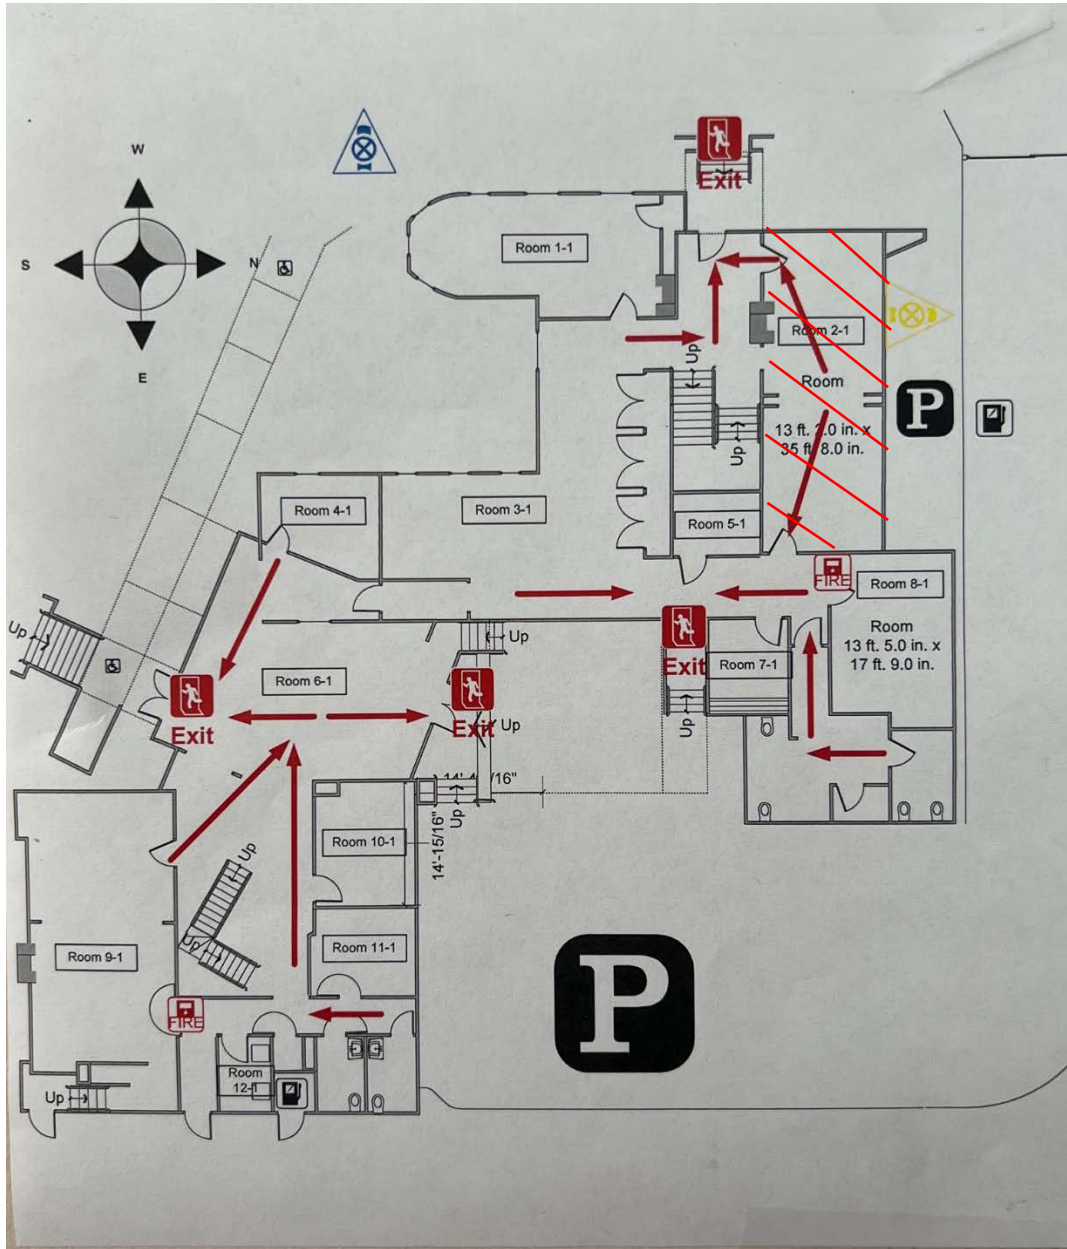 W
S
N
E
Exit
Room 1-1
Room 2-1
Up
Room
13 ft. 2.0 in. x
35 ft. 8.0 in.
Up
P
Room 4-1
Room 3-1
Room 5-1
FIRE
Room 8-1
Room
13 ft. 5.0 in. x
17 ft. 9.0 in.
Up
Up
Exit
Room 7-1
Room 6-1
Exit
Exit
Up
Up
Up
Room 10-1
14'-15/16"
Up
Up
Room 11-1
Room 9-1
P
FIRE
Room
12-1
Up